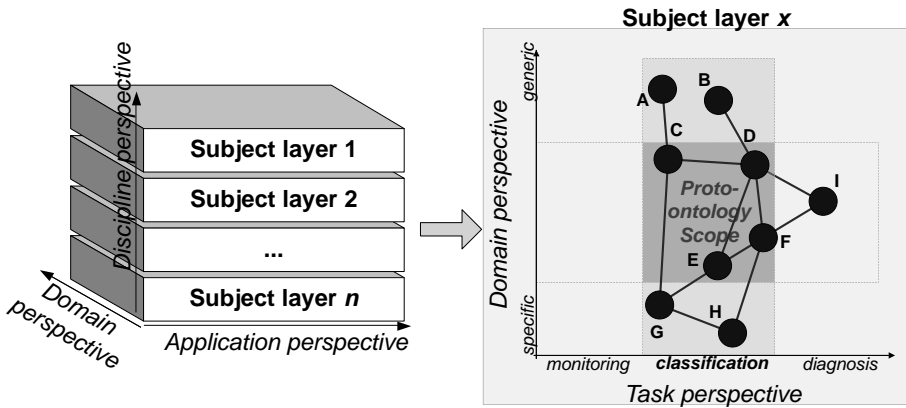 Subject layer x
Discipline perspective
Subject layer 1
Subject layer 2
...
Subject layer n
Domain
perspective
Application perspective
Domain perspective
generic
specific
A
B
C
D
I
Proto-
ontology
Scope
F
E
G
H
monitoring
classification
diagnosis
Task perspective